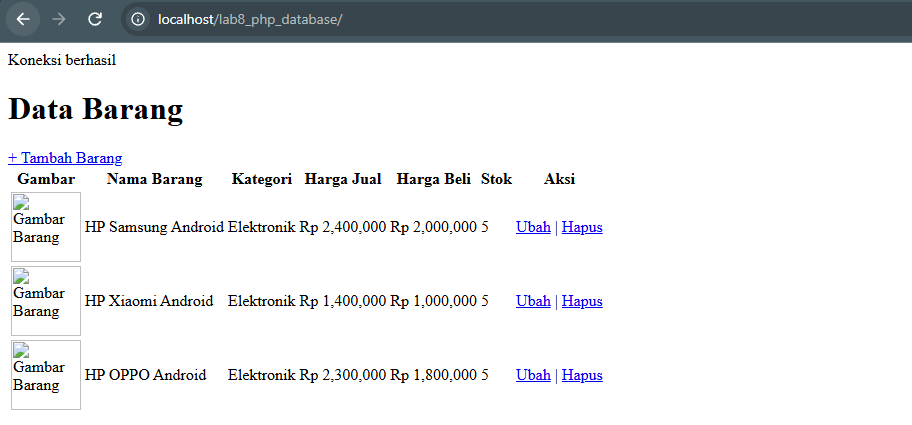 localhost/lab8_php_database/
Koneksi berhasil
Data Barang
+ Tambah Barang
Gambar Nama Barang Kategori Harga Jual Harga Beli Stok Aksi
Gambar
Barang
HP Samsung Android Elektronik Rp 2,400,000 Rp 2,000,000 5 Ubah | Hapus
Gambar
Barang
HP Xiaomi Android Elektronik Rp 1,400,000 Rp 1,000,000 5 Ubah | Hapus
Gambar
Barang
HP OPPO Android Elektronik Rp 2,300,000 Rp 1,800,000 5 Ubah | Hapus